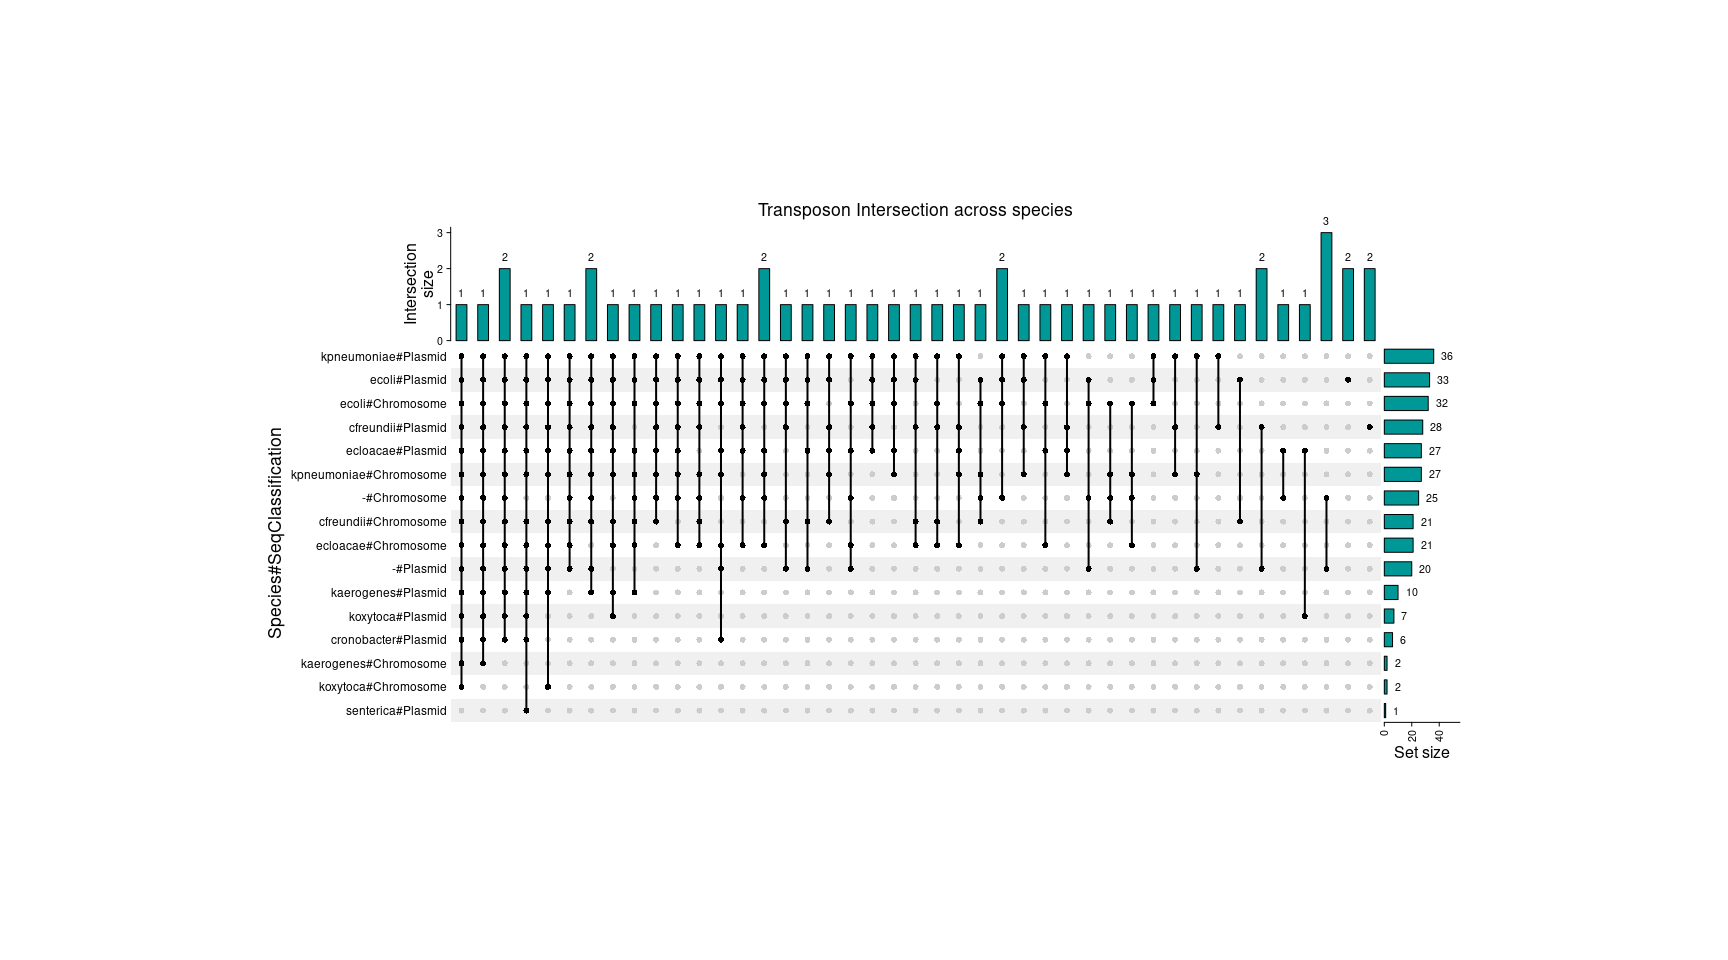 Transposon Intersection across species
3
2
1
0
Intersection
size
1 1 2 1 1 1 2 1 1 1 1 1 1 1 2 1 1 1 1 1 1 1 1 1 1 2 1 1 1 1 1 1 1 1 1 1 1 2 1 1 3 2 2
Species#SeqClassification
kpneumoniae#Plasmid 36
ecoli#Plasmid 33
ecoli#Chromosome 32
cfreundii#Plasmid 28
ecloacae#Plasmid 27
kpneumoniae#Chromosome 27
-#Chromosome 25
cfreundii#Chromosome 21
ecloacae#Chromosome 21
-#Plasmid 20
kaerogenes#Plasmid 10
koxytoca#Plasmid 7
cronobacter#Plasmid 6
kaerogenes#Chromosome 2
koxytoca#Chromosome 2
senterica#Plasmid 1
0 20 40
Set size